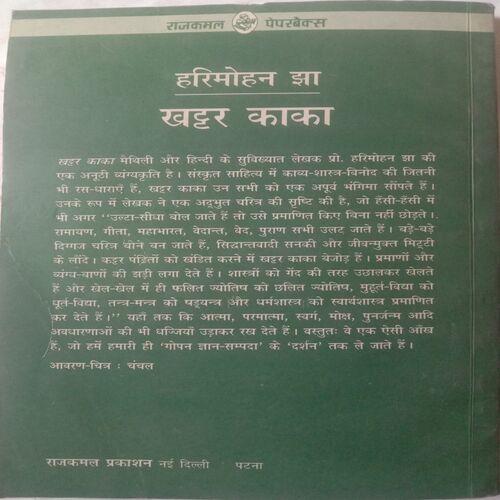 राजकमल पेपरबैक्स
हरिमोहन झा
खट्टर काका
खट्टर काका मैथिली और हिन्दी के सुविख्यात लेखक प्रो. हरिमोहन झा की
एक अनूठी व्यंग्यकृति है। संस्कृत साहित्य में काव्य-शास्त्र-विनोद की जितनी
भी रस-धाराएँ हैं, खट्टर काका उन सभी को एक अपूर्व भंगिमा सौंपते हैं।
उनके रूप में लेखक ने एक अद्भुत चरित्र की सृष्टि की है, जो हँसी-हँसी में
भी अगर "उल्टा-सीधा बोल जाते हैं तो उसे प्रमाणित किए बिना नहीं छोड़ते।.
रामायण, गीता, महाभारत, वेदान्त, वेद, पुराण सभी उलट जाते हैं। बड़े-बड़े
दिग्गज चरित्र बौने बन जाते हैं, सिद्धान्तवादी सनकी और जीवन्मुक्त मिट्टी
के लौंदे। कट्टर पंडितों को खंडित करने में खट्टर काका बेजोड़ हैं। प्रमाणों और
व्यंग्य-बाणों की झड़ी लगा देते हैं। शास्त्रों को गेंद की तरह उछालकर खेलते
हैं और खेल-खेल में ही फलित ज्योतिष को छलित ज्योतिष, मुहूर्त-विद्या को
धूर्त-विद्या, तन्त्र-मन्त्र को षड्यन्त्र और धर्मशास्त्र को स्वार्थशास्त्र प्रमाणित
कर देते हैं।" यहाँ तक कि आत्मा, परमात्मा, स्वर्ग, मोक्ष, पुनर्जन्म आदि
अवधारणाओं की भी धज्जियाँ उड़ाकर रख देते हैं। वस्तुतः वे एक ऐसी आँख
हैं, जो हमें हमारी ही 'गोपन ज्ञान-सम्पदा' के 'दर्शन' तक ले जाते हैं।
आवरण-चित्र : चंचल
राजकमल प्रकाशन नई दिल्ली पटना